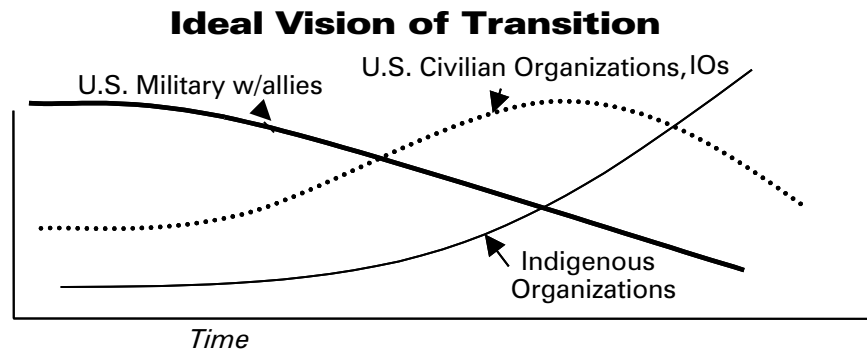 Ideal Vision of Transition
U.S. Civilian Organizations, IOs
U.S. Military w/allies
Indigenous
Organizations
Time